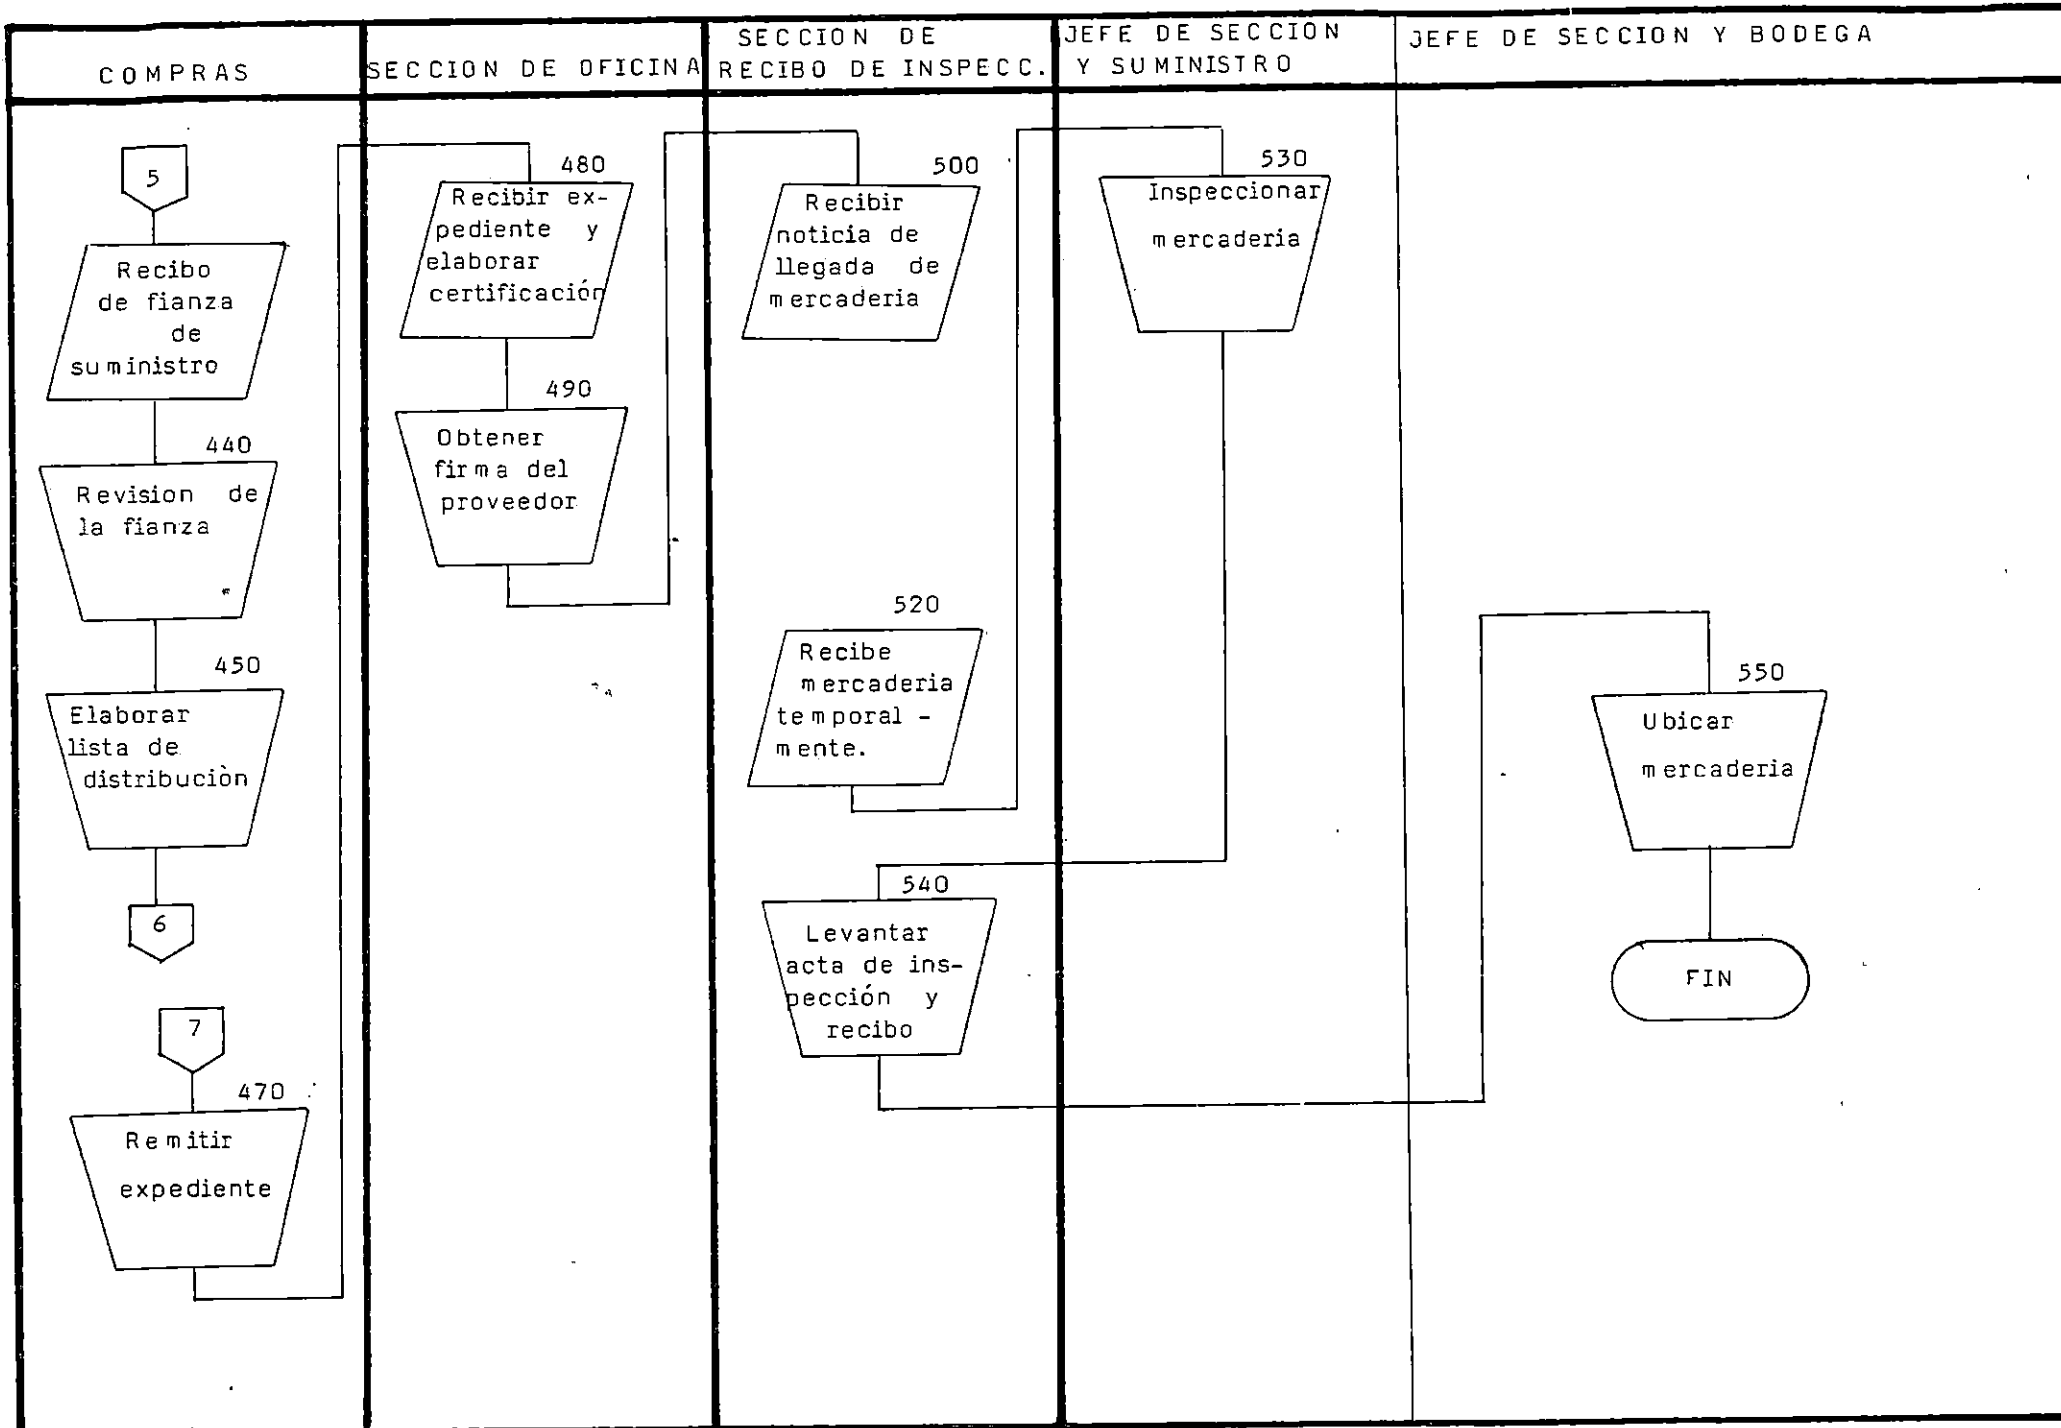 COMPRAS
SECCION DE OFICINA
SECCION DE
RECIBO DE INSPECC.
JEFE DE SECCION
Y SUMINISTRO
JEFE DE SECCION Y BODEGA
5
Recibo
de fianza
de
suministro
440
Revision de
la fianza
450
Elaborar
lista de
distribuciòn
6
7
470
Remitir
expediente
480
Recibir ex-
pediente y
elaborar
certificación
490
Obtener
firma del
proveedor
500
Recibir
noticia de
llegada de
mercaderia
520
Recibe
mercaderia
temporal-
mente.
540
Levantar
acta de ins-
pección y
recibo
530
Inspeccionar
mercaderia
550
Ubicar
mercaderia
FIN